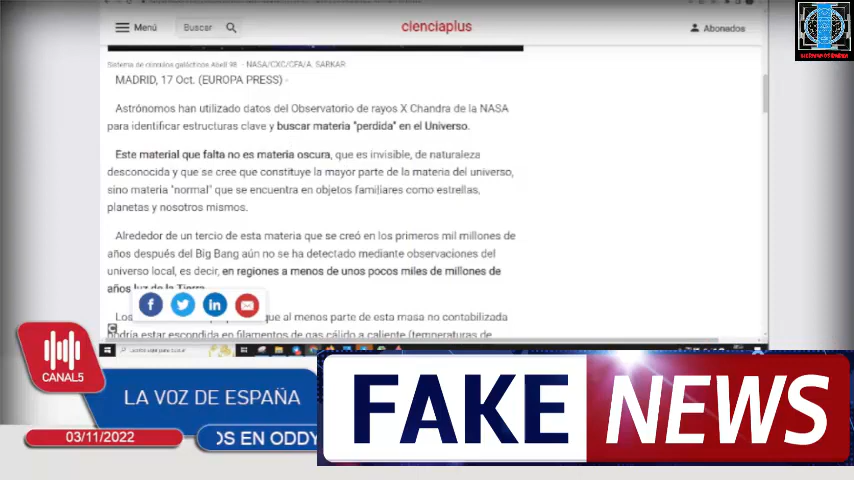 Menú
Buscar
cienciaplus
Abonados
Sistema de cúmulos galácticos Abell 98 - NASA/CXC/CFA/A. SARKAR
MADRID, 17 Oct. (EUROPA PRESS) -
Astrónomos han utilizado datos del Observatorio de rayos X Chandra de la NASA
para identificar estructuras clave y buscar materia "perdida" en el Universo.
Este material que falta no es materia oscura, que es invisible, de naturaleza
desconocida y que se cree que constituye la mayor parte de la materia del universo,
sino materia "normal" que se encuentra en objetos familiares como estrellas,
planetas y nosotros mismos.
Alrededor de un tercio de esta materia que se creó en los primeros mil millones de
años después del Big Bang aún no se ha detectado mediante observaciones del
universo local, es decir, en regiones a menos de unos pocos miles de millones de
años luz de la Tierra.
Los que al menos parte de esta masa no contabilizada
podría estar escondida en filamentos de gas cálido a caliente (temperaturas de
CANAL5
LA VOZ DE ESPAÑA
03/11/2022
OS EN ODDY
FAKE NEWS